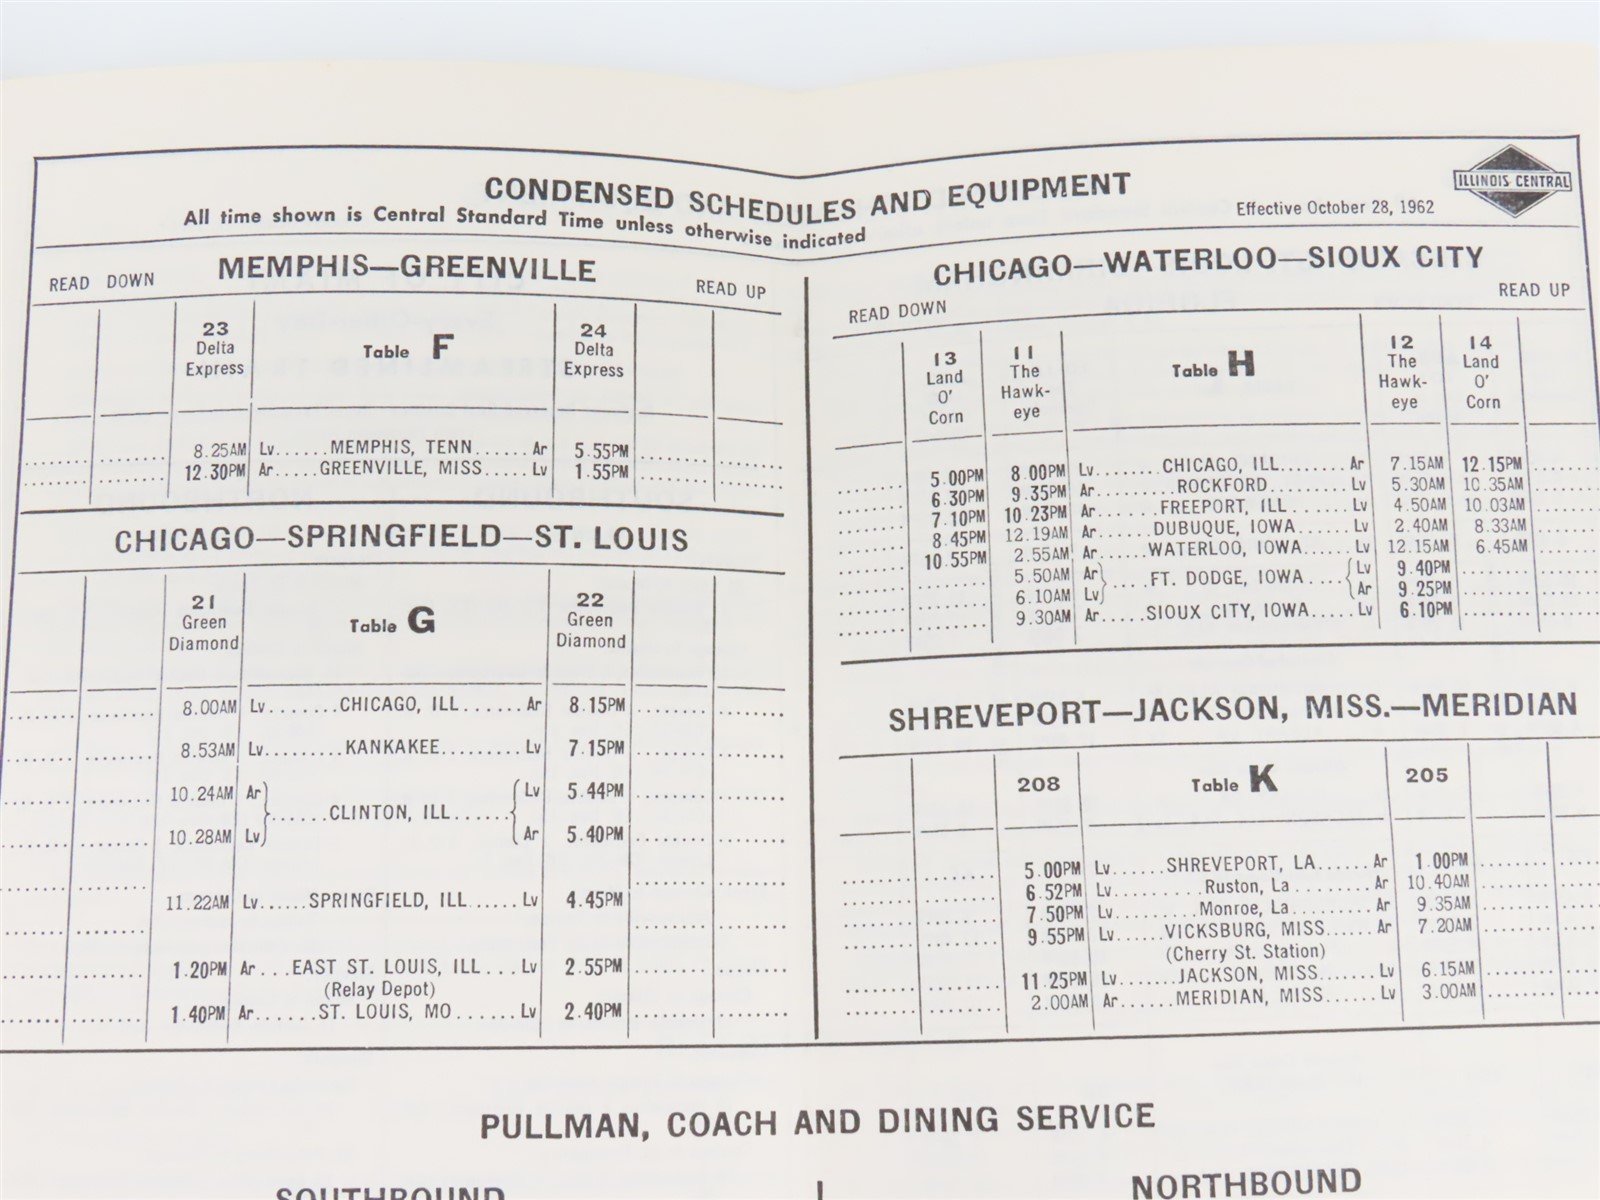 CONDENSED SCHEDULES AND EQUIPMENT
All time shown is Central Standard Time unless otherwise indicated
Effective October 28, 1962
ILLINOIS CENTRAL
MEMPHIS—GREENVILLE
READ DOWN
READ UP
23 Delta Express Table F 24 Delta Express
8.25AM Lv......MEMPHIS, TENN......Ar 5.55PM
12.30PM Ar.....GREENVILLE, MISS.....Lv 1.55PM
CHICAGO—SPRINGFIELD—ST. LOUIS
21 Green Diamond Table G 22 Green Diamond
8.00AM Lv.......CHICAGO, ILL......Ar 8.15PM
8.53AM Lv.........KANKAKEE.........Lv 7.15PM
10.24AM Ar Lv 5.44PM
......CLINTON, ILL......
10.28AM Lv Ar 5.40PM
11.22AM Lv......SPRINGFIELD, ILL......Lv 4.45PM
1.20PM Ar...EAST ST. LOUIS, ILL...Lv 2.55PM
(Relay Depot)
1.40PM Ar.......ST. LOUIS, MO......Lv 2.40PM
CHICAGO—WATERLOO—SIOUX CITY
READ DOWN
READ UP
13 Land O' Corn 11 The Hawk-eye Table H 12 The Hawk-eye 14 Land O' Corn
5.00PM 8.00PM Lv........CHICAGO, ILL........Ar 7.15AM 12.15PM
6.30PM 9.35PM Ar..........ROCKFORD..........Lv 5.30AM 10.35AM
7.10PM 10.23PM Ar........FREEPORT, ILL.......Lv 4.50AM 10.03AM
8.45PM 12.19AM Ar.......DUBUQUE, IOWA.......Lv 2.40AM 8.33AM
10.55PM 2.55AM Ar......WATERLOO, IOWA......Lv 12.15AM 6.45AM
5.50AM Ar Lv 9.40PM
....FT. DODGE, IOWA....
6.10AM Lv Ar 9.25PM
9.30AM Ar.....SIOUX CITY, IOWA.....Lv 6.10PM
SHREVEPORT—JACKSON, MISS.—MERIDIAN
208 Table K 205
5.00PM Lv......SHREVEPORT, LA......Ar 1.00PM
6.52PM Lv..........Ruston, La.........Ar 10.40AM
7.50PM Lv..........Monroe, La.........Ar 9.35AM
9.55PM Lv......VICKSBURG, MISS......Ar 7.20AM
(Cherry St. Station)
11.25PM Lv.......JACKSON, MISS.......Lv 6.15AM
2.00AM Ar......MERIDIAN, MISS......Lv 3.00AM
PULLMAN, COACH AND DINING SERVICE
SOUTHBOUND
NORTHBOUND